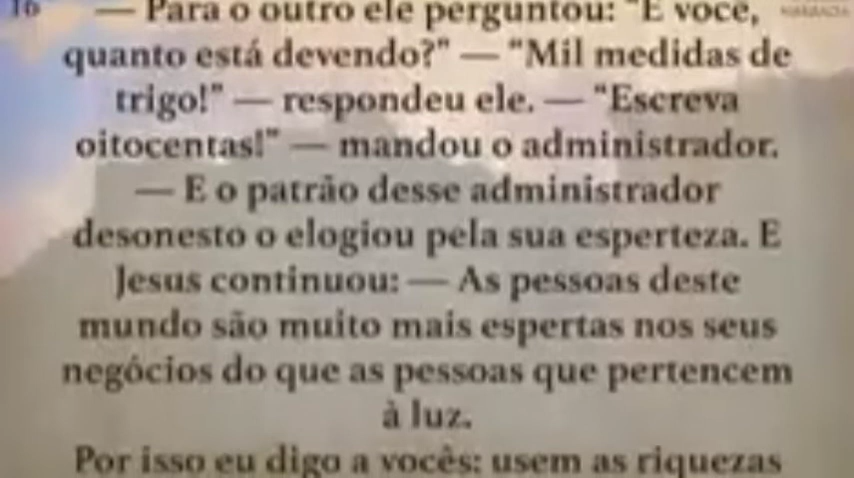 16
— Para o outro ele perguntou: "E você,
quanto está devendo?" — "Mil medidas de
trigo!" — respondeu ele. — "Escreva
oitocentas!" — mandou o administrador.
— E o patrão desse administrador
desonesto o elogiou pela sua esperteza. E
Jesus continuou: — As pessoas deste
mundo são muito mais espertas nos seus
negócios do que as pessoas que pertencem
à luz.
Por isso eu digo a vocês: usem as riquezas